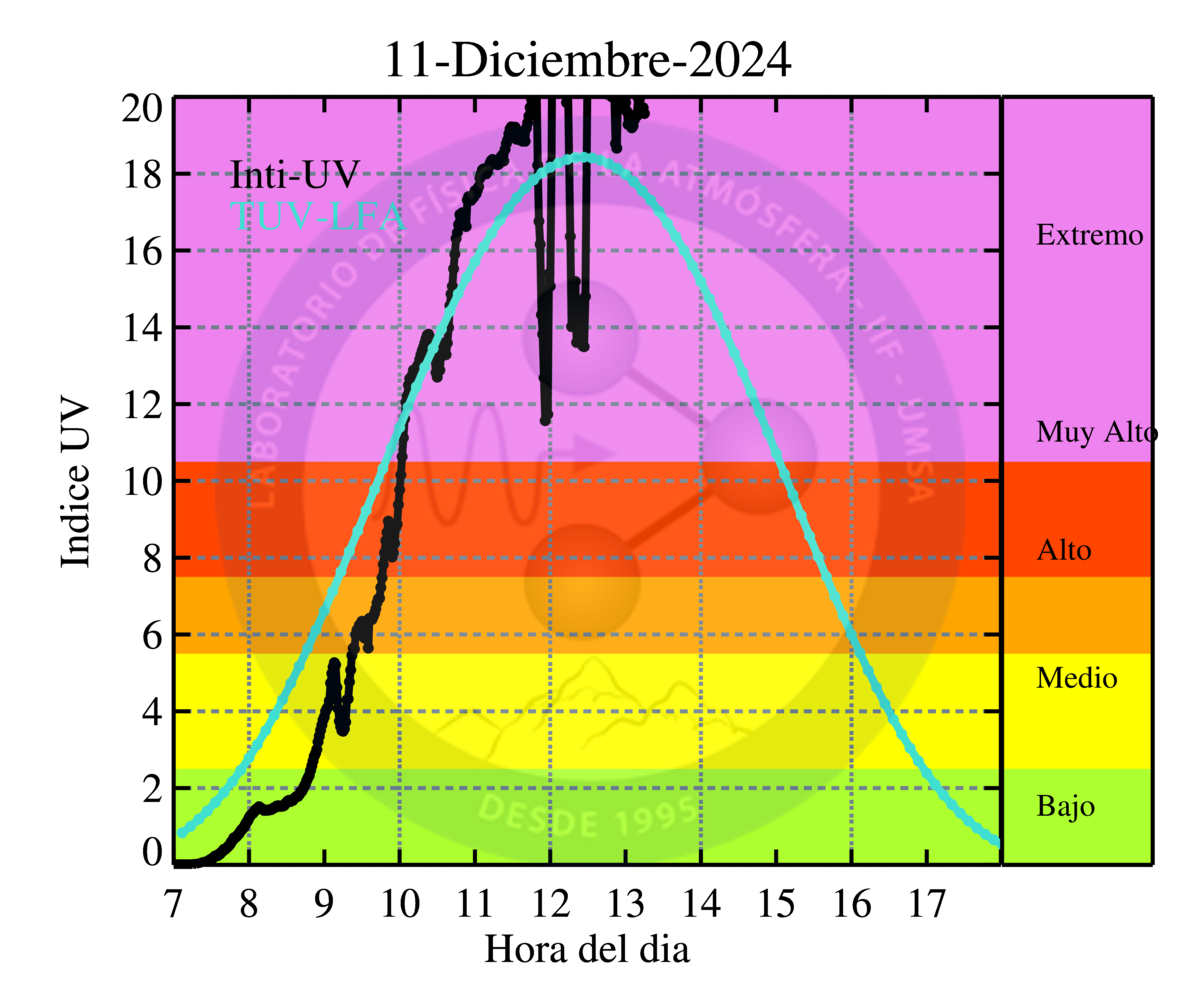 11-Diciembre-2024
Inti-UV
TUV-LFA
LABORATORIO DE FÍSICA DE LA ATMÓSFERA - IIF - UMSA
DESDE 1995
Indice UV
20
18
16
14
12
10
8
6
4
2
0
Extremo
Muy Alto
Alto
Medio
Bajo
7 8 9 10 11 12 13 14 15 16 17
Hora del dia